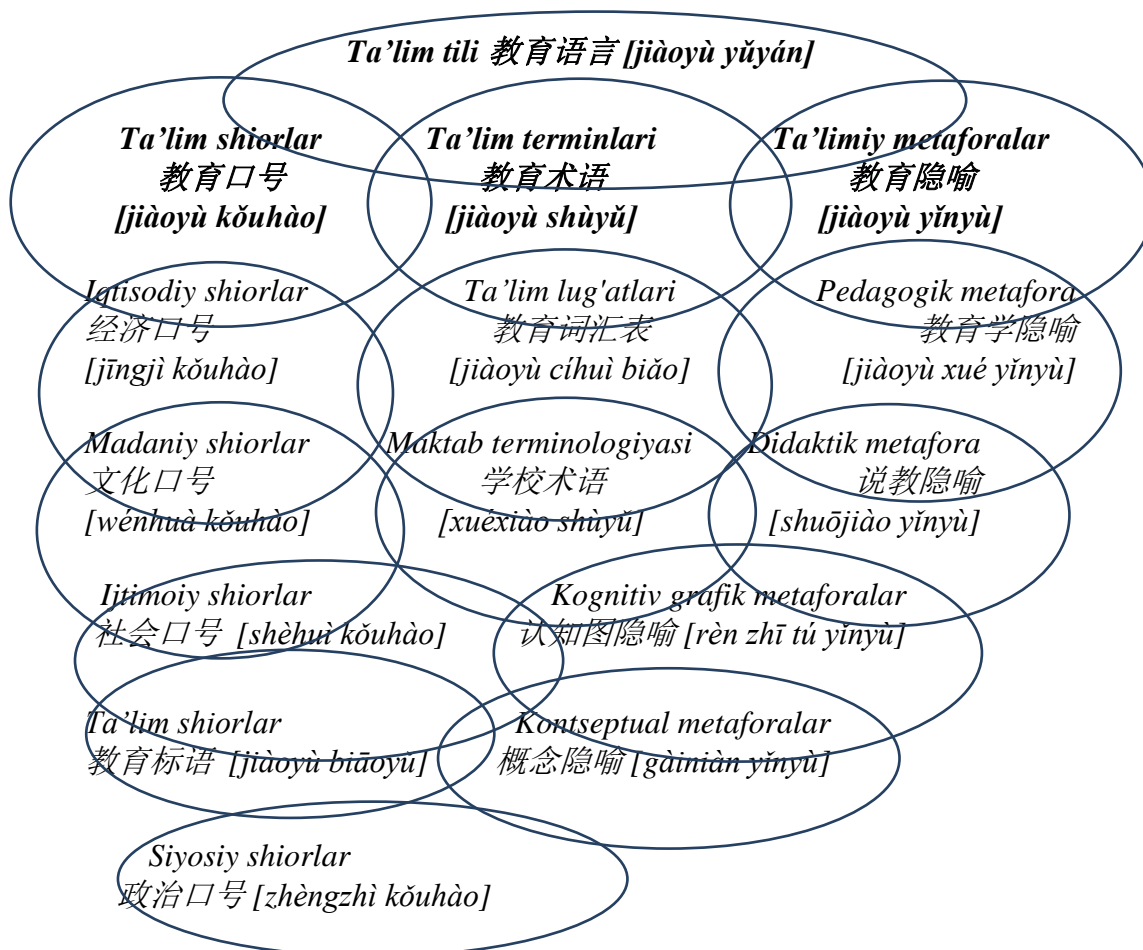 Ta’lim tili 教育语言 [jiàoyù yǔyán]
Ta’lim shiorlar
教育口号
[jiàoyù kǒuhào]
Ta’lim terminlari
教育术语
[jiàoyù shùyǔ]
Ta’limiy metaforalar
教育隐喻
[jiàoyù yǐnyù]
Iqtisodiy shiorlar
经济口号
[jīngjì kǒuhào]
Ta’lim lug'atlari
教育词汇表
[jiàoyù cíhuì biǎo]
Pedagogik metafora
教育学隐喻
[jiàoyù xué yǐnyù]
Madaniy shiorlar
文化口号
[wénhuà kǒuhào]
Maktab terminologiyasi
学校术语
[xuéxiào shùyǔ]
Didaktik metafora
说教隐喻
[shuōjiào yǐnyù]
Ijtimoiy shiorlar
社会口号 [shèhuì kǒuhào]
Kognitiv grafik metaforalar
认知图隐喻 [rèn zhī tú yǐnyù]
Ta’lim shiorlar
教育标语 [jiàoyù biāoyǔ]
Kontseptual metaforalar
概念隐喻 [gàiniàn yǐnyù]
Siyosiy shiorlar
政治口号 [zhèngzhì kǒuhào]